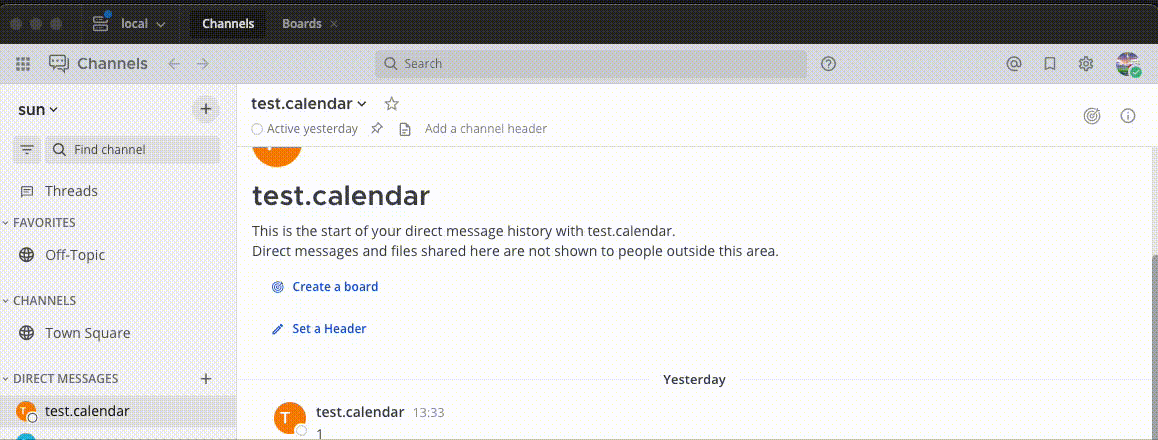 local
Channels
Boards
Channels
Search
sun
Find channel
Threads
FAVORITES
Off-Topic
CHANNELS
Town Square
DIRECT MESSAGES
T test.calendar
test.calendar
Active yesterday
Add a channel header
test.calendar
This is the start of your direct message history with test.calendar.
Direct messages and files shared here are not shown to people outside this area.
Create a board
Set a Header
Yesterday
T test.calendar 13:33
1